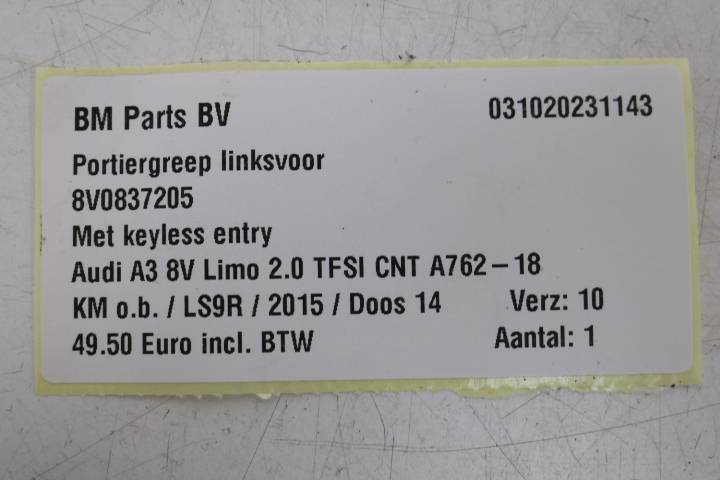 BM Parts BV 031020231143
Portiergreep linksvoor
8V0837205
Met keyless entry
Audi A3 8V Limo 2.0 TFSI CNT A762-18
KM o.b. / LS9R / 2015 / Doos 14 Verz: 10
49.50 Euro incl. BTW Aantal: 1